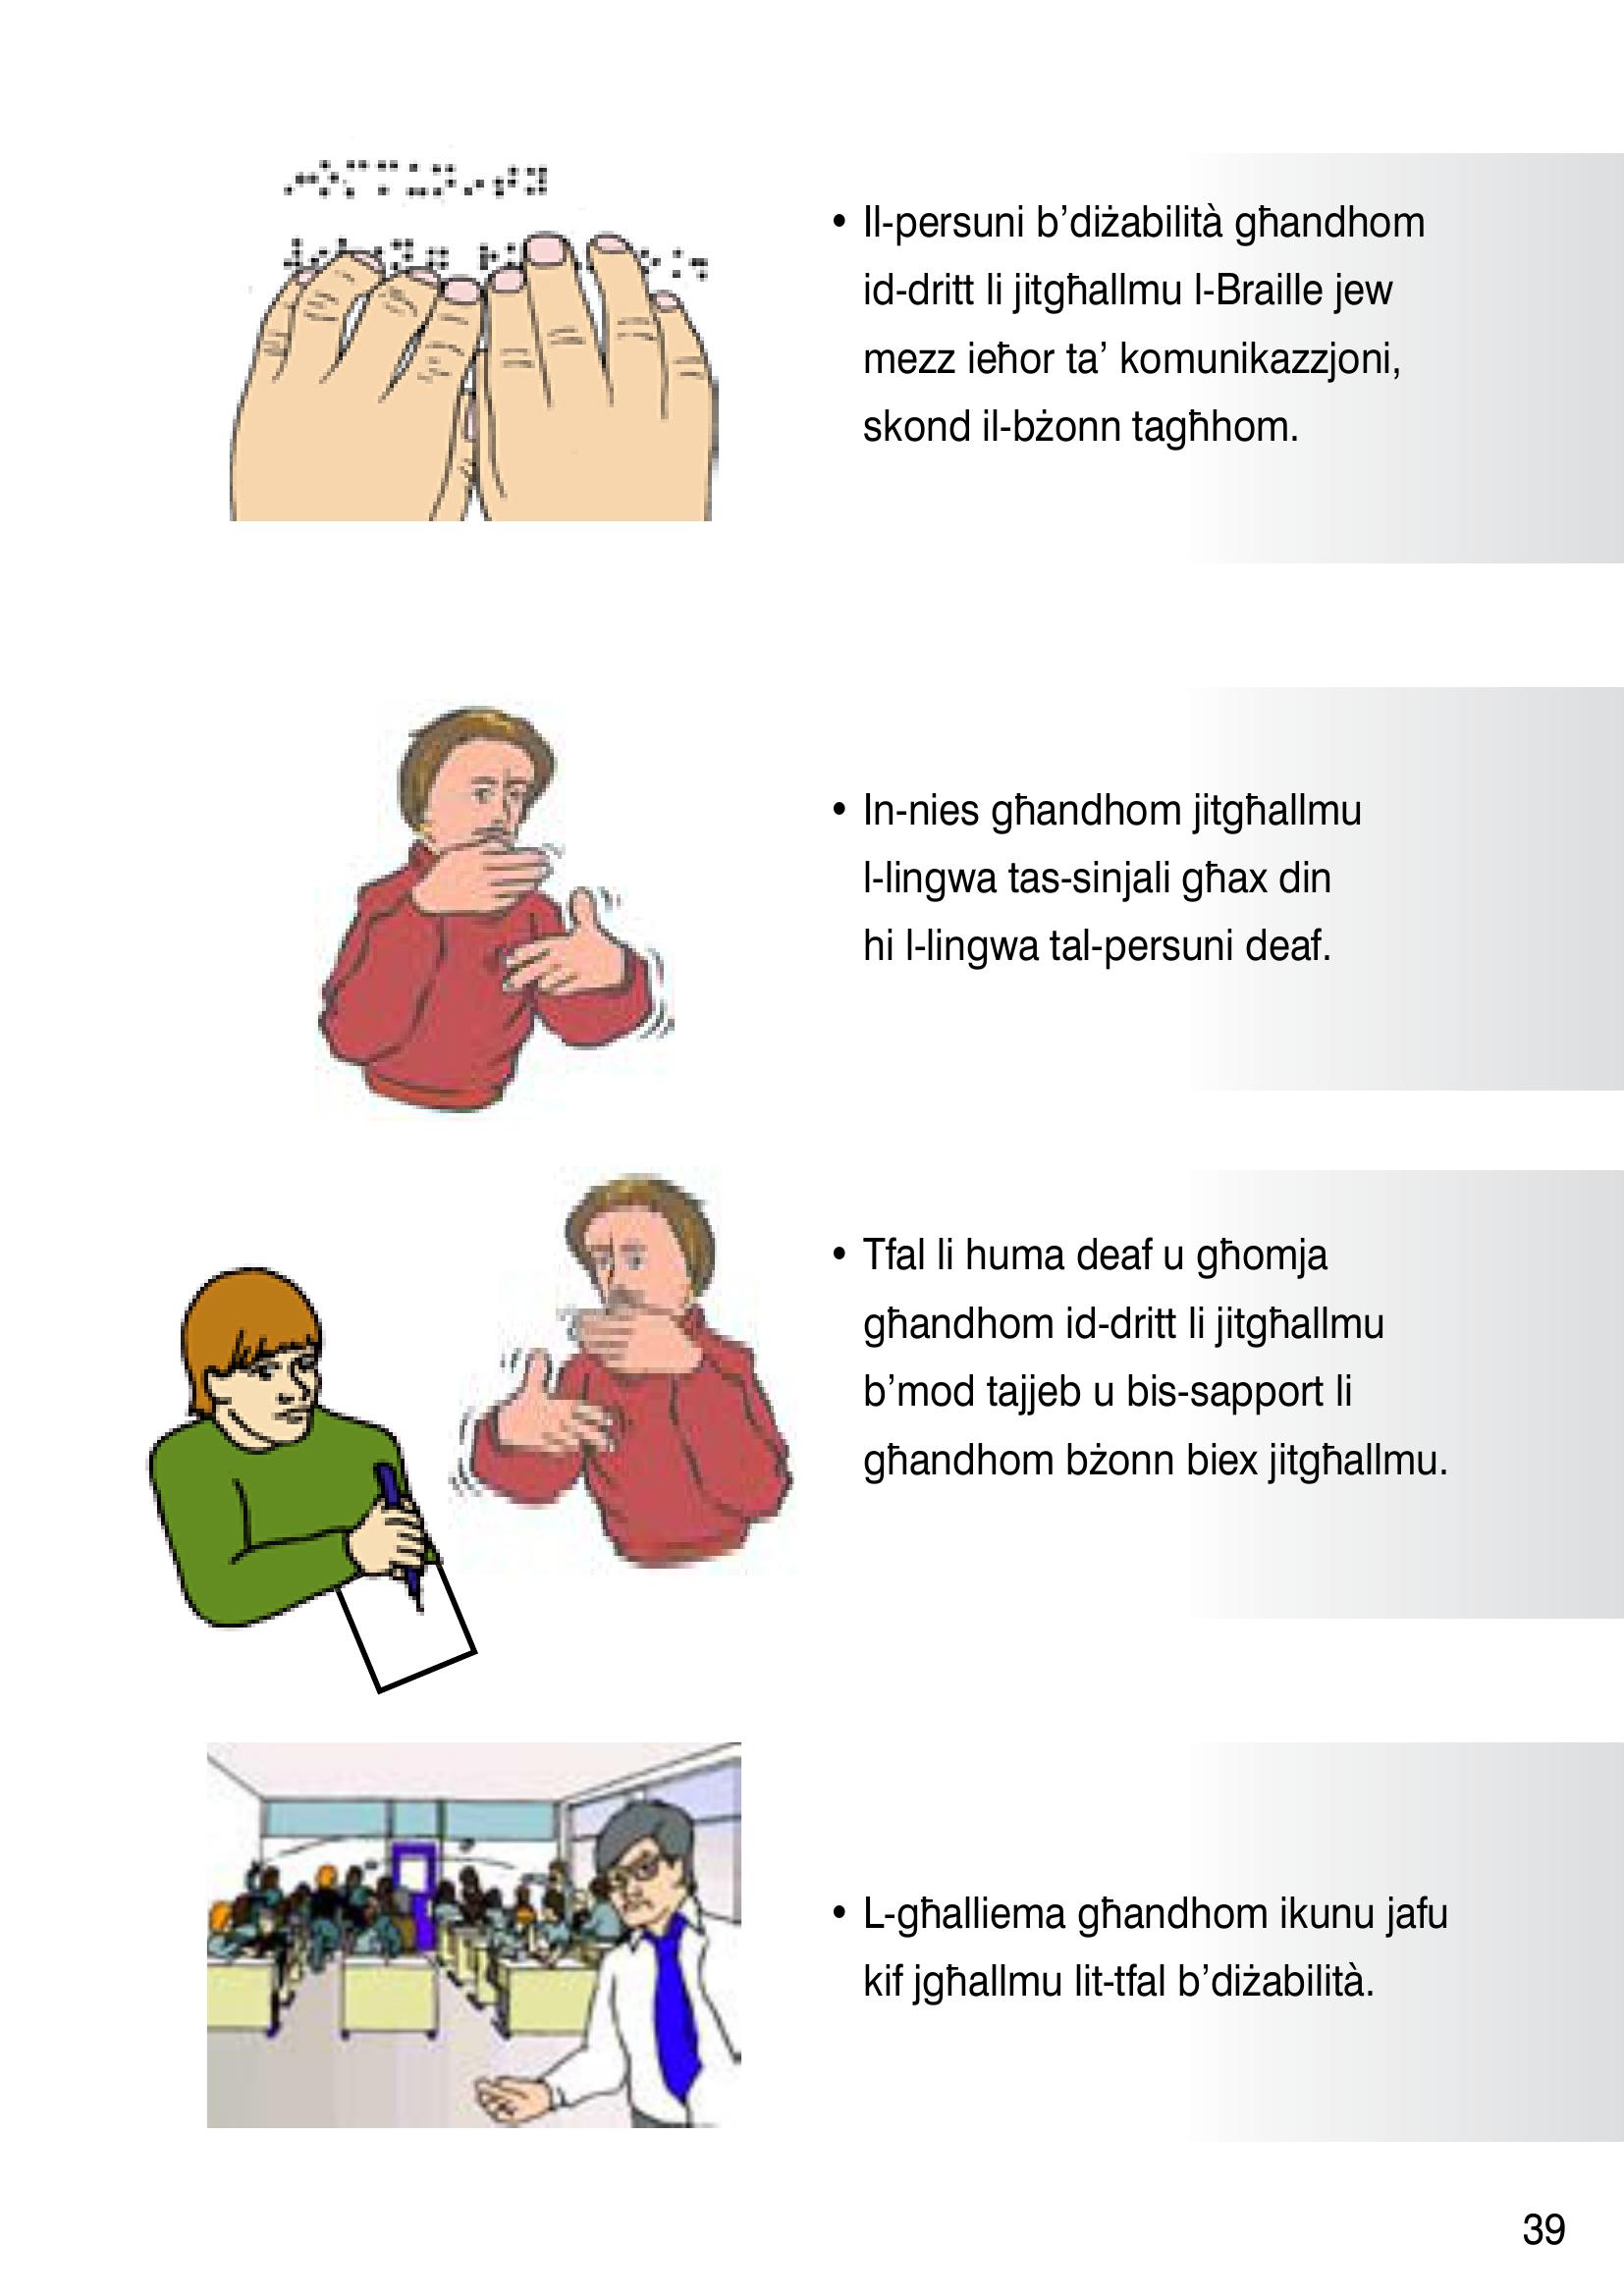 • Il-persuni b’diżabilità għandhom
id-dritt li jitgħallmu l-Braille jew
mezz ieħor ta’ komunikazzjoni,
skond il-bżonn tagħhom.
• In-nies għandhom jitgħallmu
l-lingwa tas-sinjali għax din
hi l-lingwa tal-persuni deaf.
• Tfal li huma deaf u għomja
għandhom id-dritt li jitgħallmu
b’mod tajjeb u bis-sapport li
għandhom bżonn biex jitgħallmu.
• L-għalliema għandhom ikunu jafu
kif jgħallmu lit-tfal b’diżabilità.
39